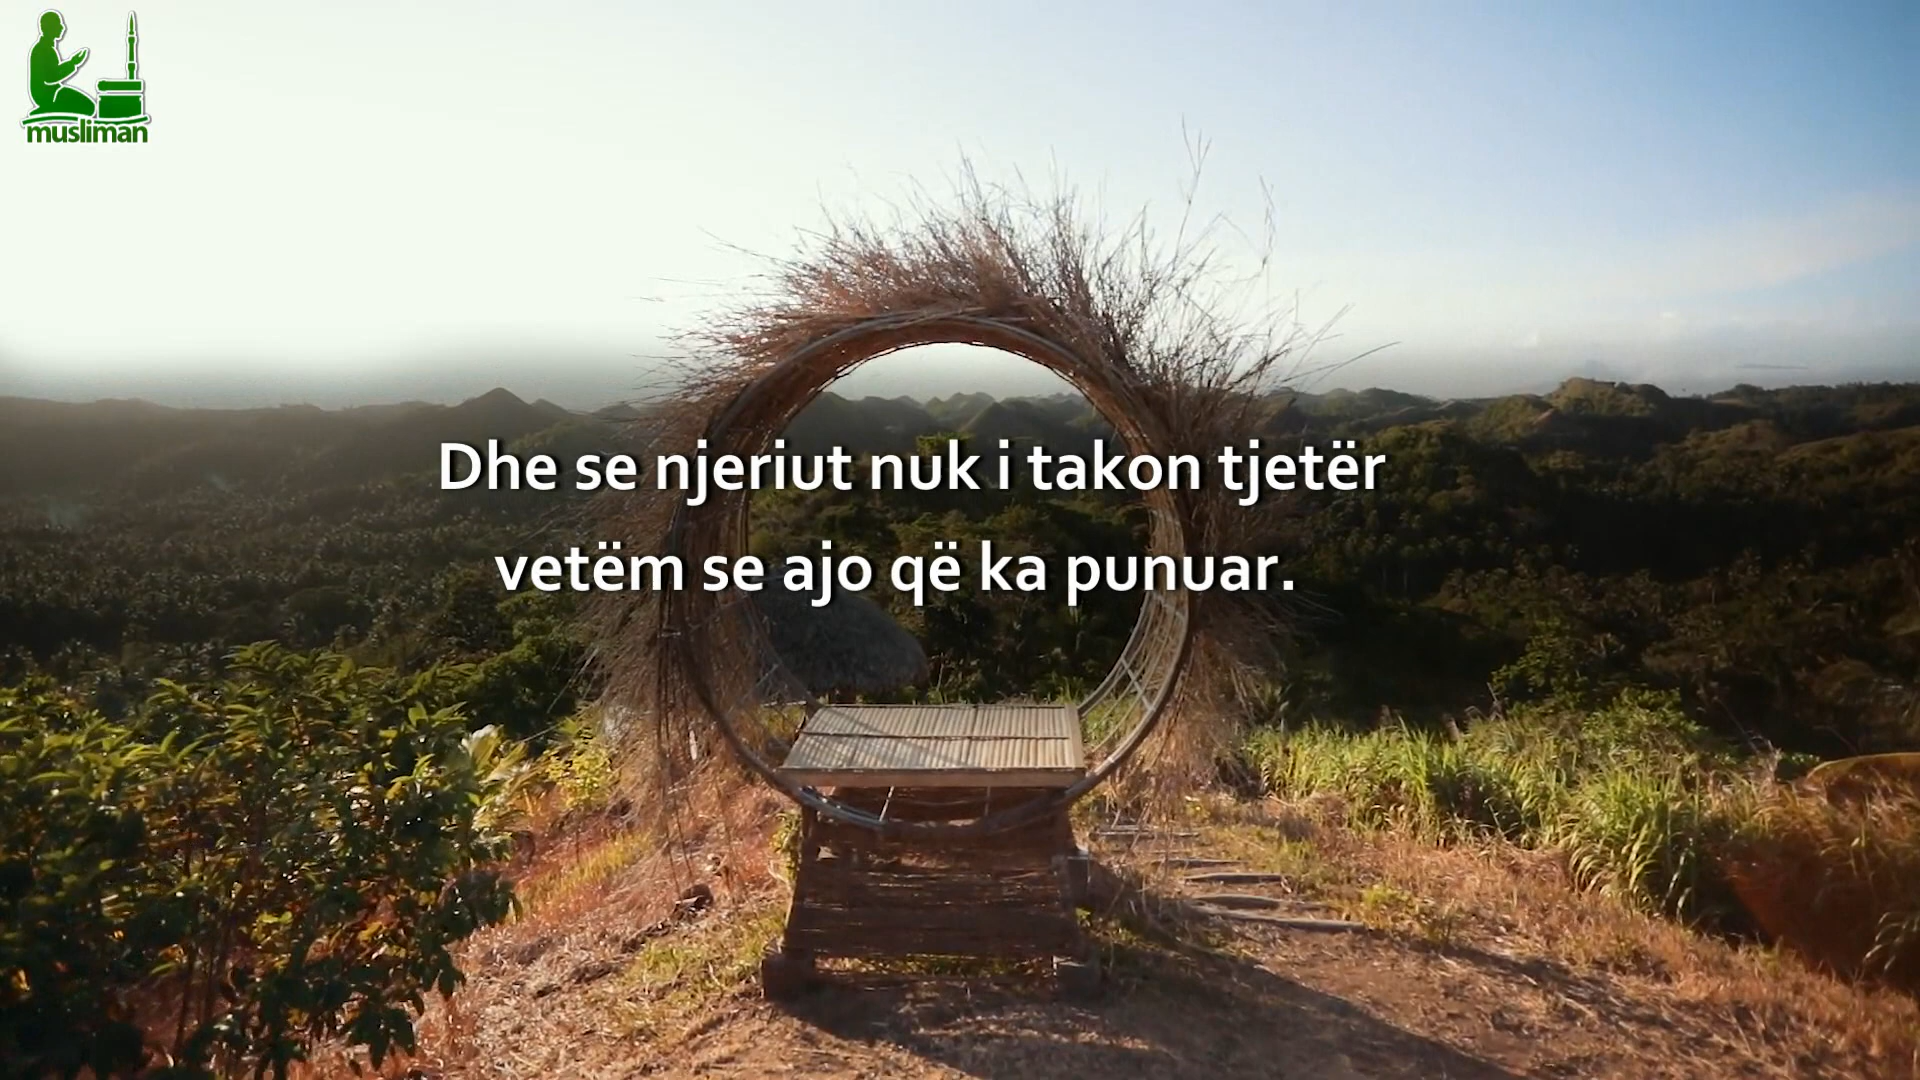 musliman
Dhe se njeriut nuk i takon tjetër
vetëm se ajo që ka punuar.